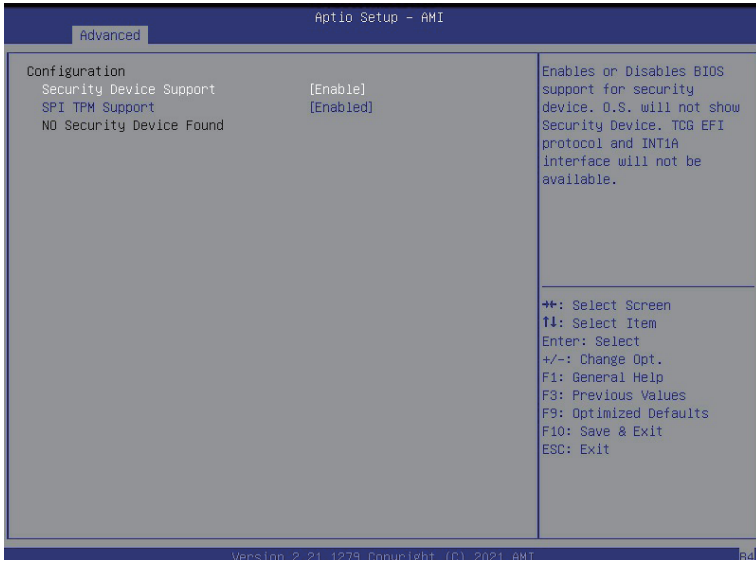 Aptio Setup - AMI
Advanced
Configuration
Security Device Support [Enable]
SPI TPM Support [Enabled]
NO Security Device Found
Enables or Disables BIOS
support for security
device. O.S. will not show
Security Device. TCG EFI
protocol and INT1A
interface will not be
available.
→←: Select Screen
↑↓: Select Item
Enter: Select
+/-: Change Opt.
F1: General Help
F3: Previous Values
F9: Optimized Defaults
F10: Save & Exit
ESC: Exit
Version 2.21.1279 Copyright (C) 2021 AMI
B4